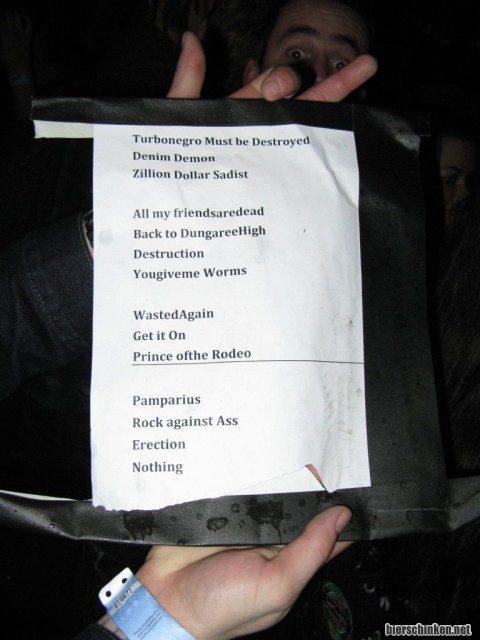 Turbonegro Must be Destroyed
Denim Demon
Zillion Dollar Sadist
All my friendsaredead
Back to DungareeHigh
Destruction
Yougiveme Worms
WastedAgain
Get it On
Prince ofthe Rodeo
Pamparius
Rock against Ass
Erection
Nothing
bierschinken.net